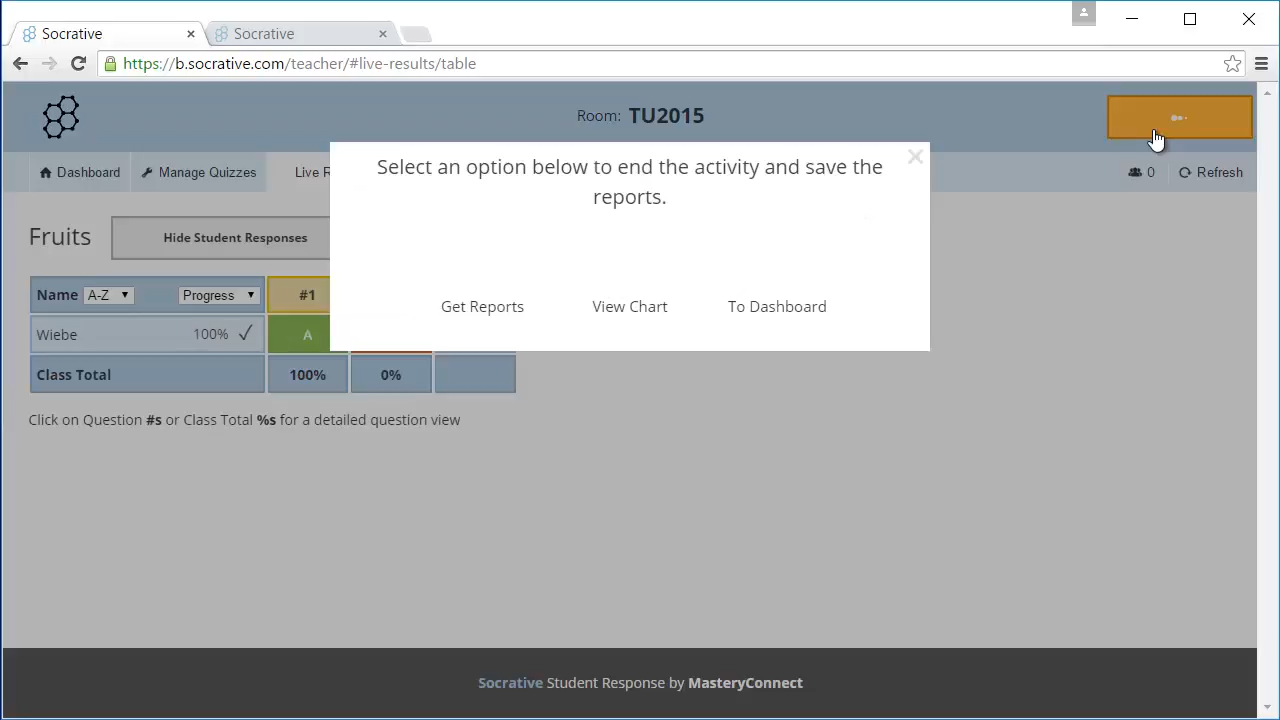 Socrative
Socrative
https://b.socrative.com/teacher/#live-results/table
Room: TU2015
Dashboard
Manage Quizzes
Live R
0
Refresh
Select an option below to end the activity and save the
reports.
Get Reports
View Chart
To Dashboard
Fruits
Hide Student Responses
Name A-Z Progress #1
Wiebe 100% A
Class Total 100% 0%
Click on Question #s or Class Total %s for a detailed question view
Socrative Student Response by MasteryConnect